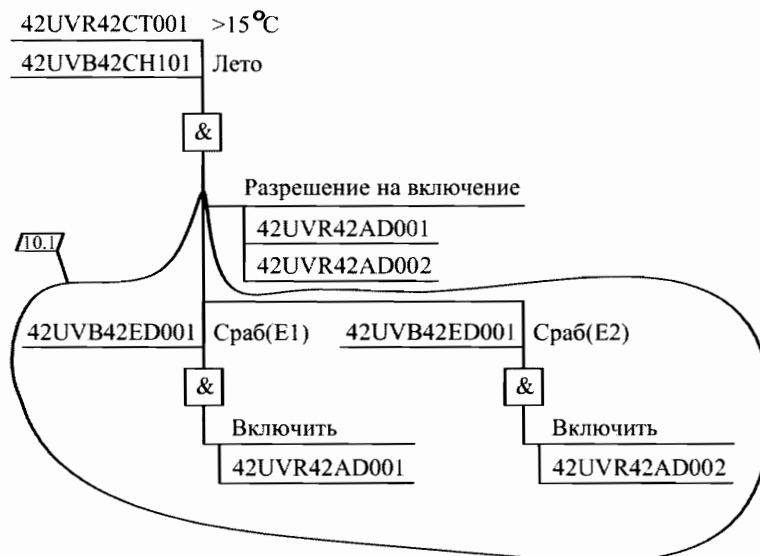 42UVR42CT001 >15°C
42UVB42CH101 Лето
&
Разрешение на включение
42UVR42AD001
10.1
42UVR42AD002
42UVB42ED001 Сраб(Е1) 42UVB42ED001 Сраб(Е2)
& &
Включить Включить
42UVR42AD001 42UVR42AD002